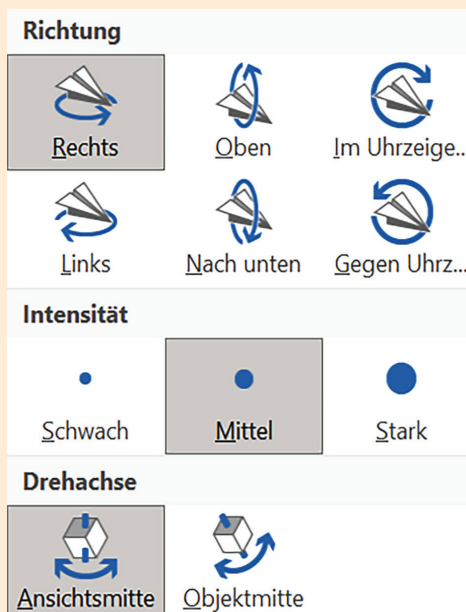 Richtung
Rechts Oben Im Uhrzeige...
Links Nach unten Gegen Uhrz...
Intensität
Schwach Mittel Stark
Drehachse
Ansichtsmitte Objektmitte